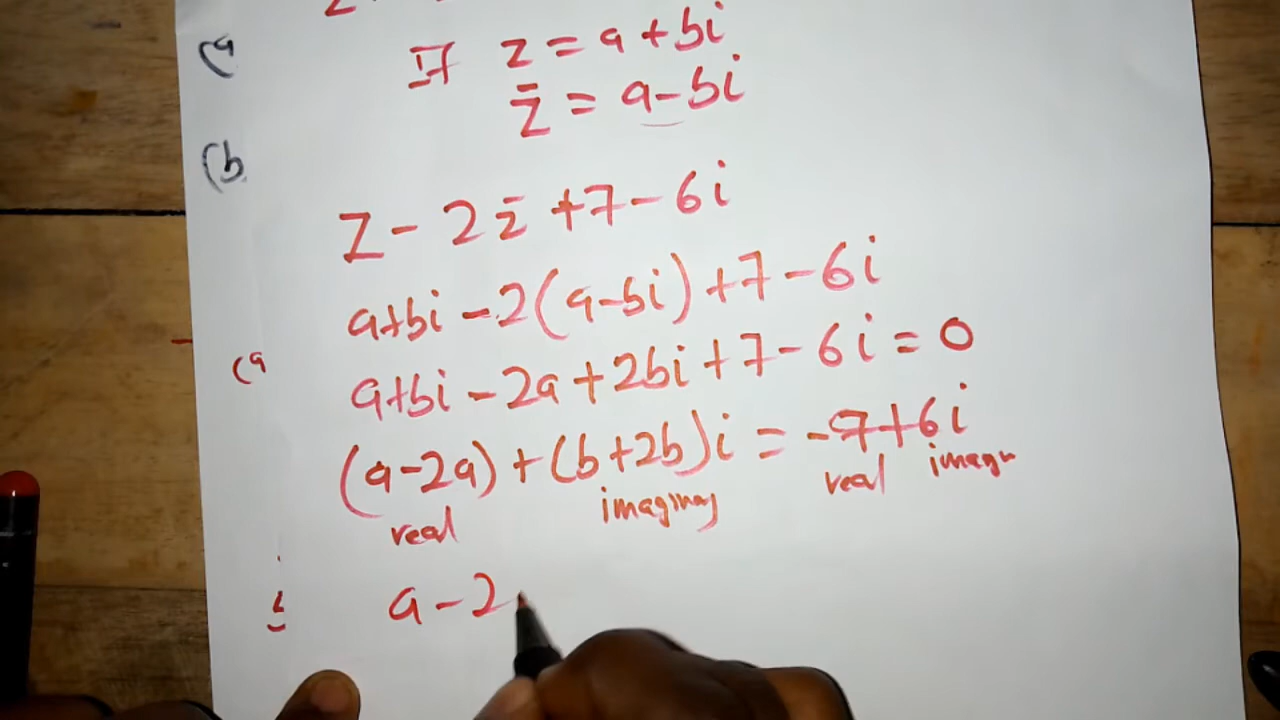 (a
If z = a + bi
z̄ = a - bi
(b
Z - 2z̄ + 7 - 6i
a+bi - 2(a-bi) + 7 - 6i
(a
a+bi - 2a + 2bi + 7 - 6i = 0
(a-2a) + (b+2b)i = -7+6i
real imaginary real imagn
a - 2